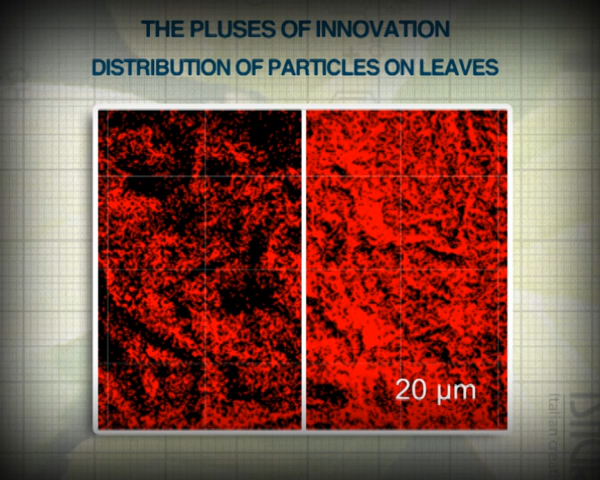 THE PLUSES OF INNOVATION
DISTRIBUTION OF PARTICLES ON LEAVES
20 µm